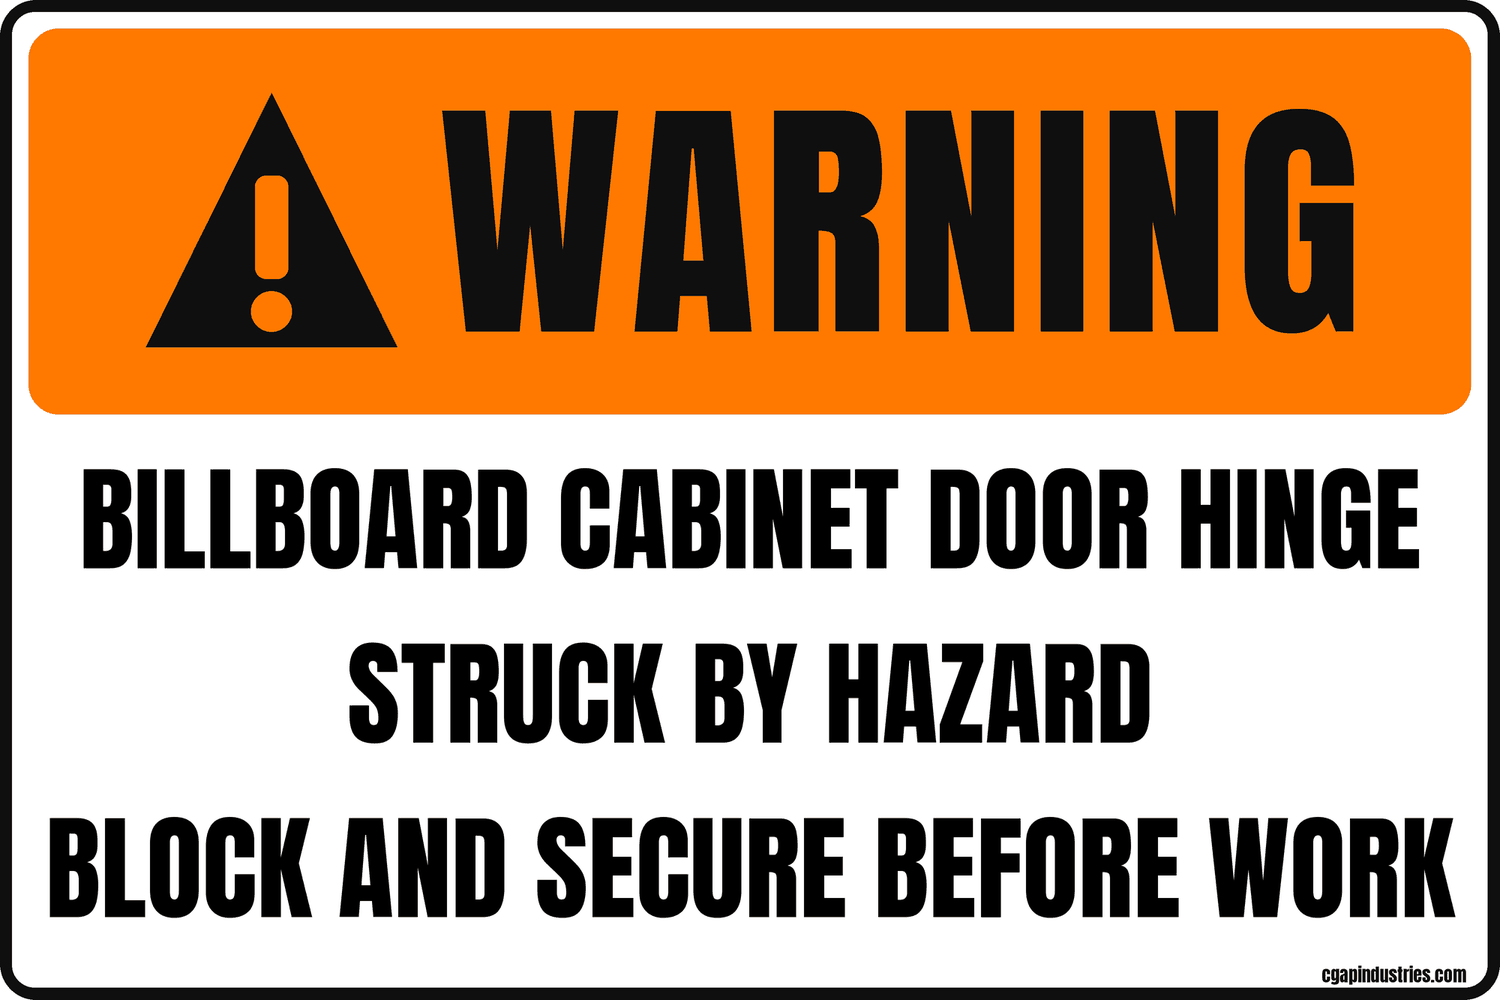 WARNING
BILLBOARD CABINET DOOR HINGE
STRUCK BY HAZARD
BLOCK AND SECURE BEFORE WORK
cgapindustries.com